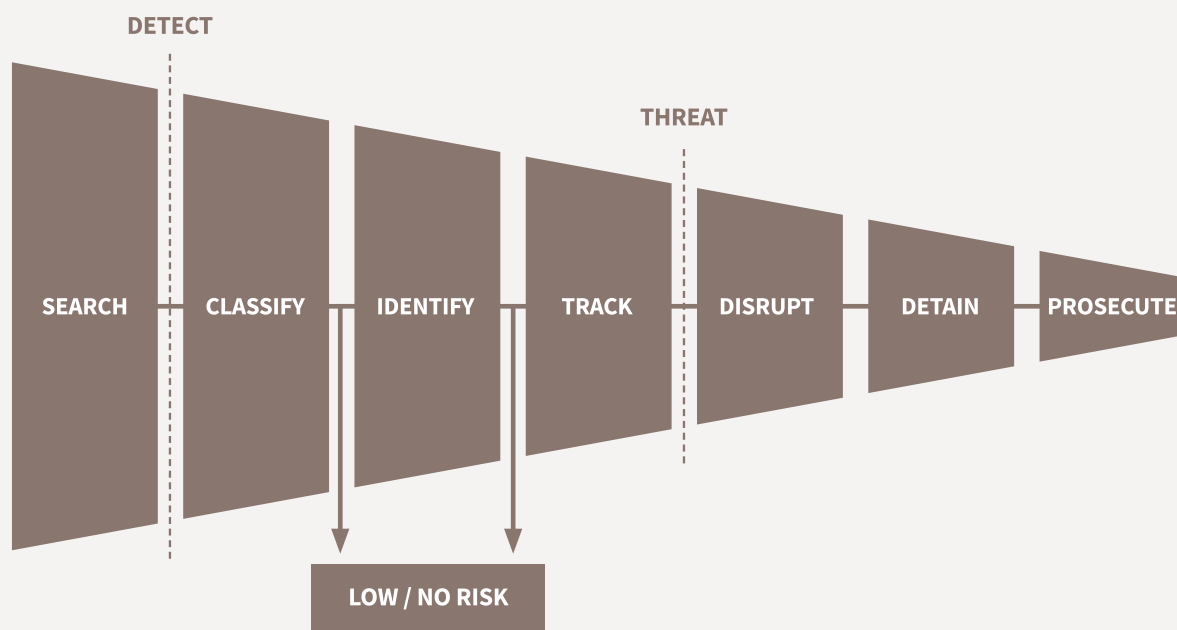 DETECT
THREAT
SEARCH
CLASSIFY
IDENTIFY
TRACK
DISRUPT
DETAIN
PROSECUTE
LOW / NO RISK